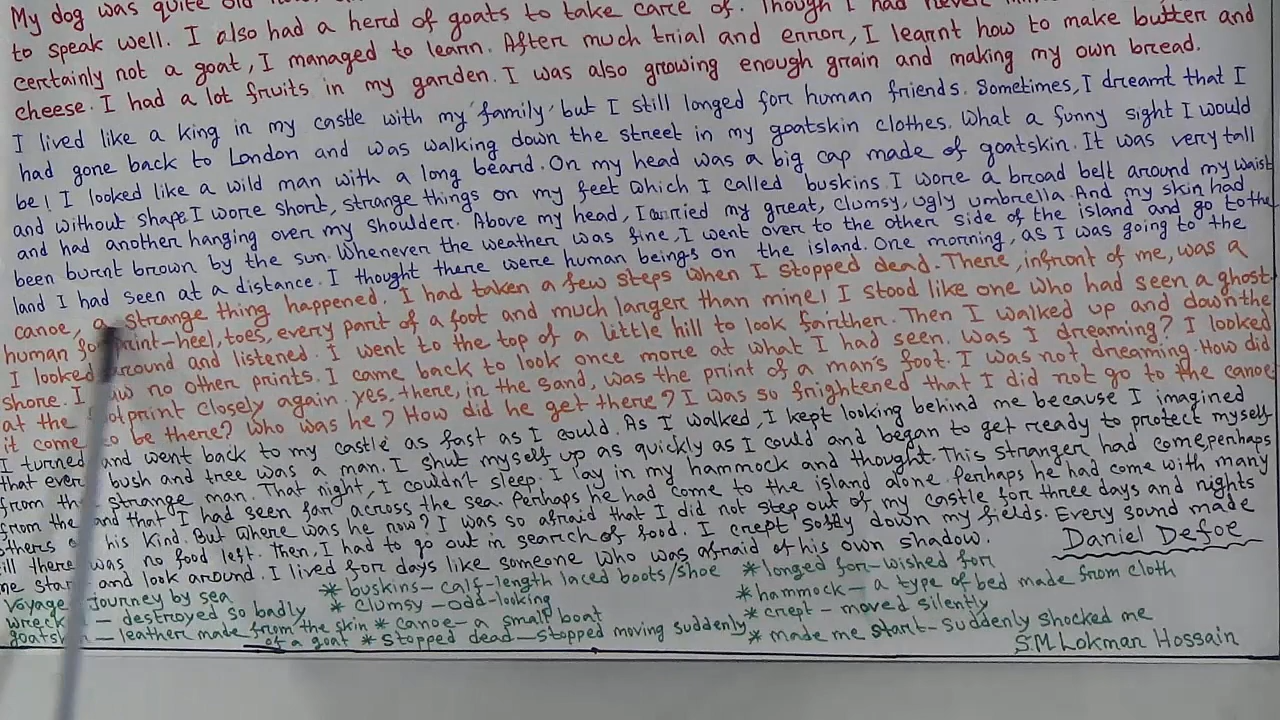 My dog was quite old
to speak well. I also had a herd of goats to take care of. Though I had never
certainly not a goat, I managed to learn. After much trial and error, I learnt how to make butter and
cheese. I had a lot fruits in my garden. I was also growing enough grain and making my own bread.
I lived like a king in my castle with my 'family' but I still longed for human friends. Sometimes, I dreamt that I
had gone back to London and was walking down the street in my goatskin clothes. What a funny sight I would
be! I looked like a wild man with a long beard. On my head was a big cap made of goatskin. It was very tall
and without shape. I wore short, strange things on my feet which I called buskins. I wore a broad belt around my waist
and had another hanging over my shoulder. Above my head, I carried my great, clumsy, ugly umbrella. And my skin had
been burnt brown by the sun. Whenever the weather was fine, I went over to the other side of the island and go to the
land I had seen at a distance. I thought there were human beings on the island. One morning, as I was going to the
canoe, a strange thing happened. I had taken a few steps when I stopped dead. There, infront of me, was a
human footprint-heel, toes, every part of a foot and much larger than mine! I stood like one who had seen a ghost.
I looked around and listened. I went to the top of a little hill to look fairther. Then I walked up and down the
shore. I saw no other prints. I came back to look once more at what I had seen. Was I dreaming? I looked
at the footprint closely again. yes, there, in the sand, was the print of a man's foot. I was not dreaming. How did
it come to be there? Who was he? How did he get there? I was so frightened that I did not go to the canoe.
I turned and went back to my castle as fast as I could. As I walked, I kept looking behind me because I imagined
that every bush and tree was a man. I shut myself up as quickly as I could and began to get ready to protect myself
from the strange man. That night, I couldn't sleep. I lay in my hammock and thought. This stranger had come, perhaps
from the land that I had seen far across the sea. Perhaps he had come to the island alone. Perhaps he had come with many
others of his kind. But where was he now? I was so afraid that I did not step out of my castle for three days and nights
till there was no food left. Then, I had to go out in search of food. I crept softly down my fields. Every sound made
me start and look around. I lived for days like someone who was afraid of his own shadow. Daniel Defoe
Voyage- Journey by sea * buskins- calf-length laced boots/shoe * longed for-wished for
wrecked - destroyed so badly * Clumsy -odd-looking * hammock- a type of bed made from cloth
goatskin - leather made from the skin of a goat * canoe- a small boat * crept - moved silently
* Stopped dead-stopped moving suddenly * made me start- Suddenly shocked me
S.M Lokman Hossain